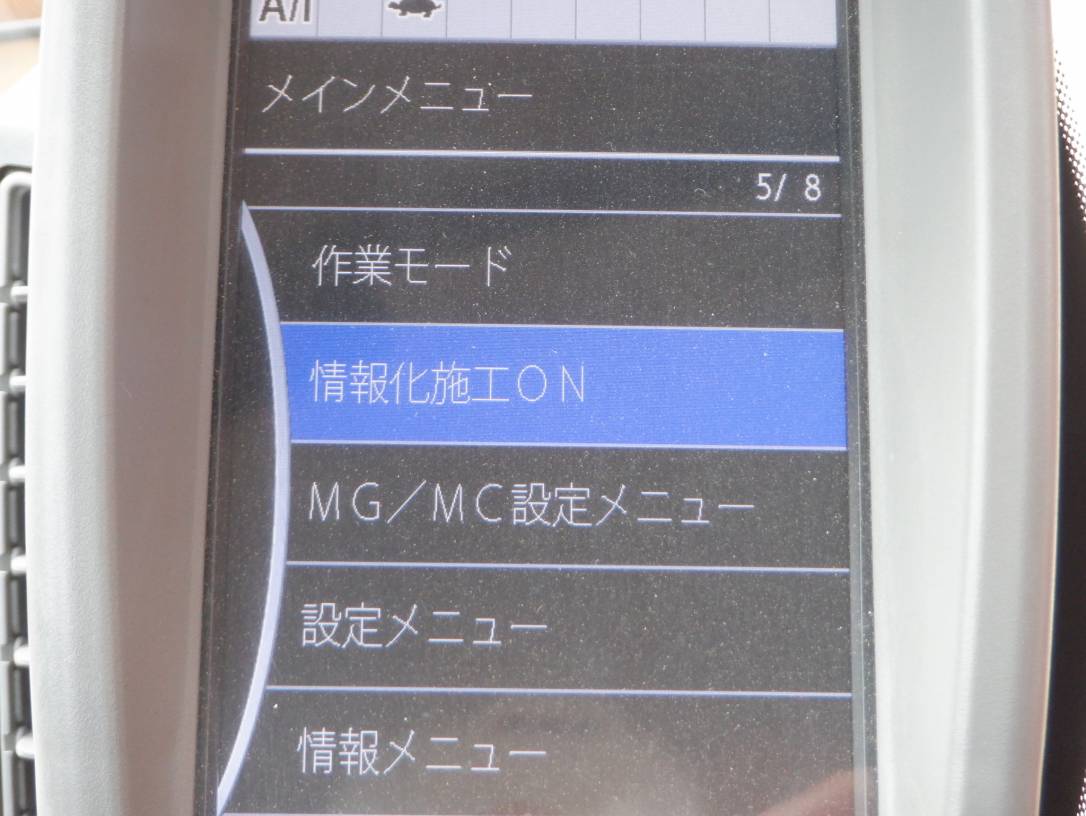 A/I
メインメニュー
5/ 8
作業モード
情報化施工ON
MG／MC設定メニュー
設定メニュー
情報メニュー